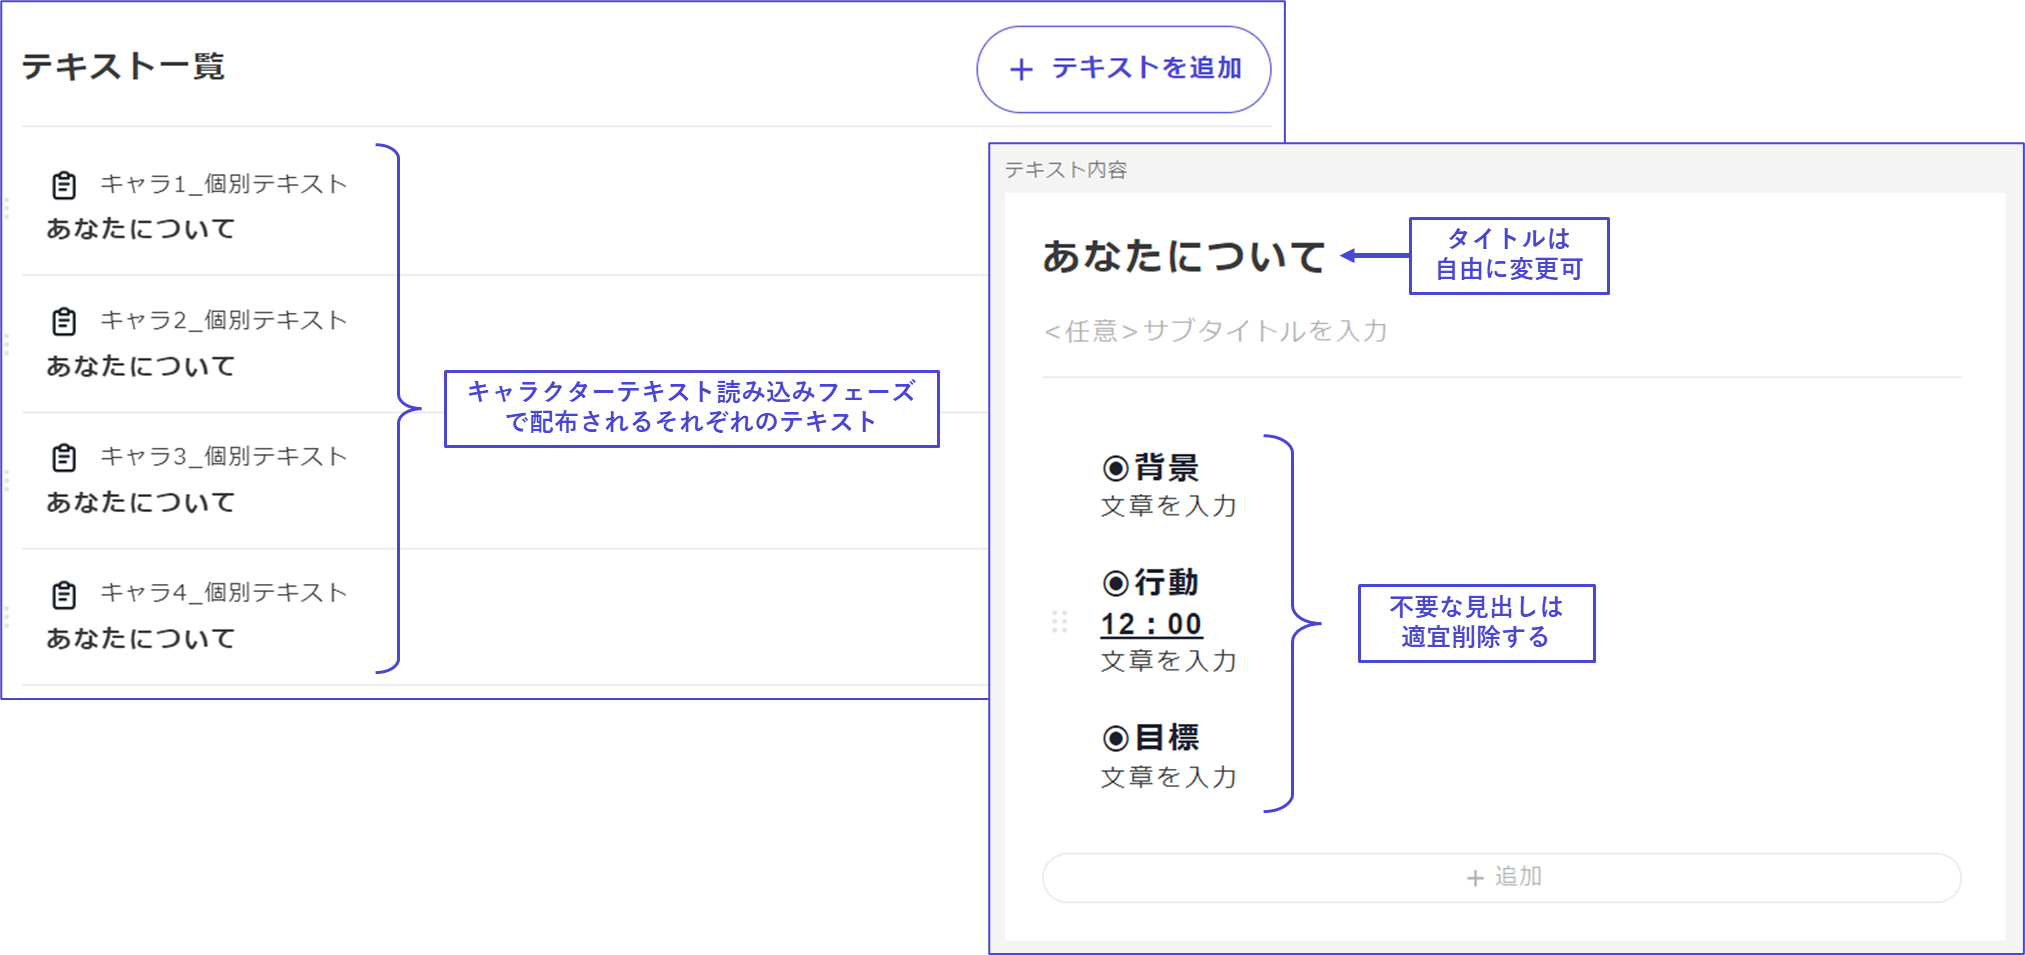 テキスト一覧
＋ テキストを追加
キャラ1_個別テキスト
あなたについて
キャラ2_個別テキスト
あなたについて
キャラ3_個別テキスト
あなたについて
キャラ4_個別テキスト
あなたについて
キャラクターテキスト読み込みフェーズ
で配布されるそれぞれのテキスト
テキスト内容
あなたについて
タイトルは
自由に変更可
<任意>サブタイトルを入力
◉背景
文章を入力
◉行動
12：00
文章を入力
◉目標
文章を入力
不要な見出しは
適宜削除する
＋ 追加